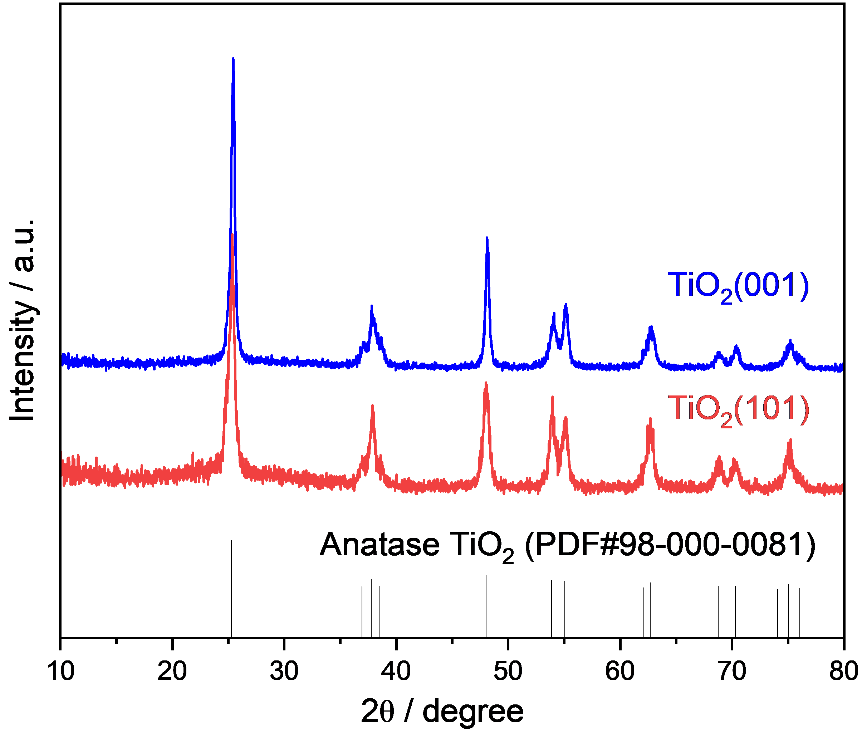 Intensity / a.u.
TiO₂(001)
TiO₂(101)
Anatase TiO₂ (PDF#98-000-0081)
10 20 30 40 50 60 70 80
2θ / degree